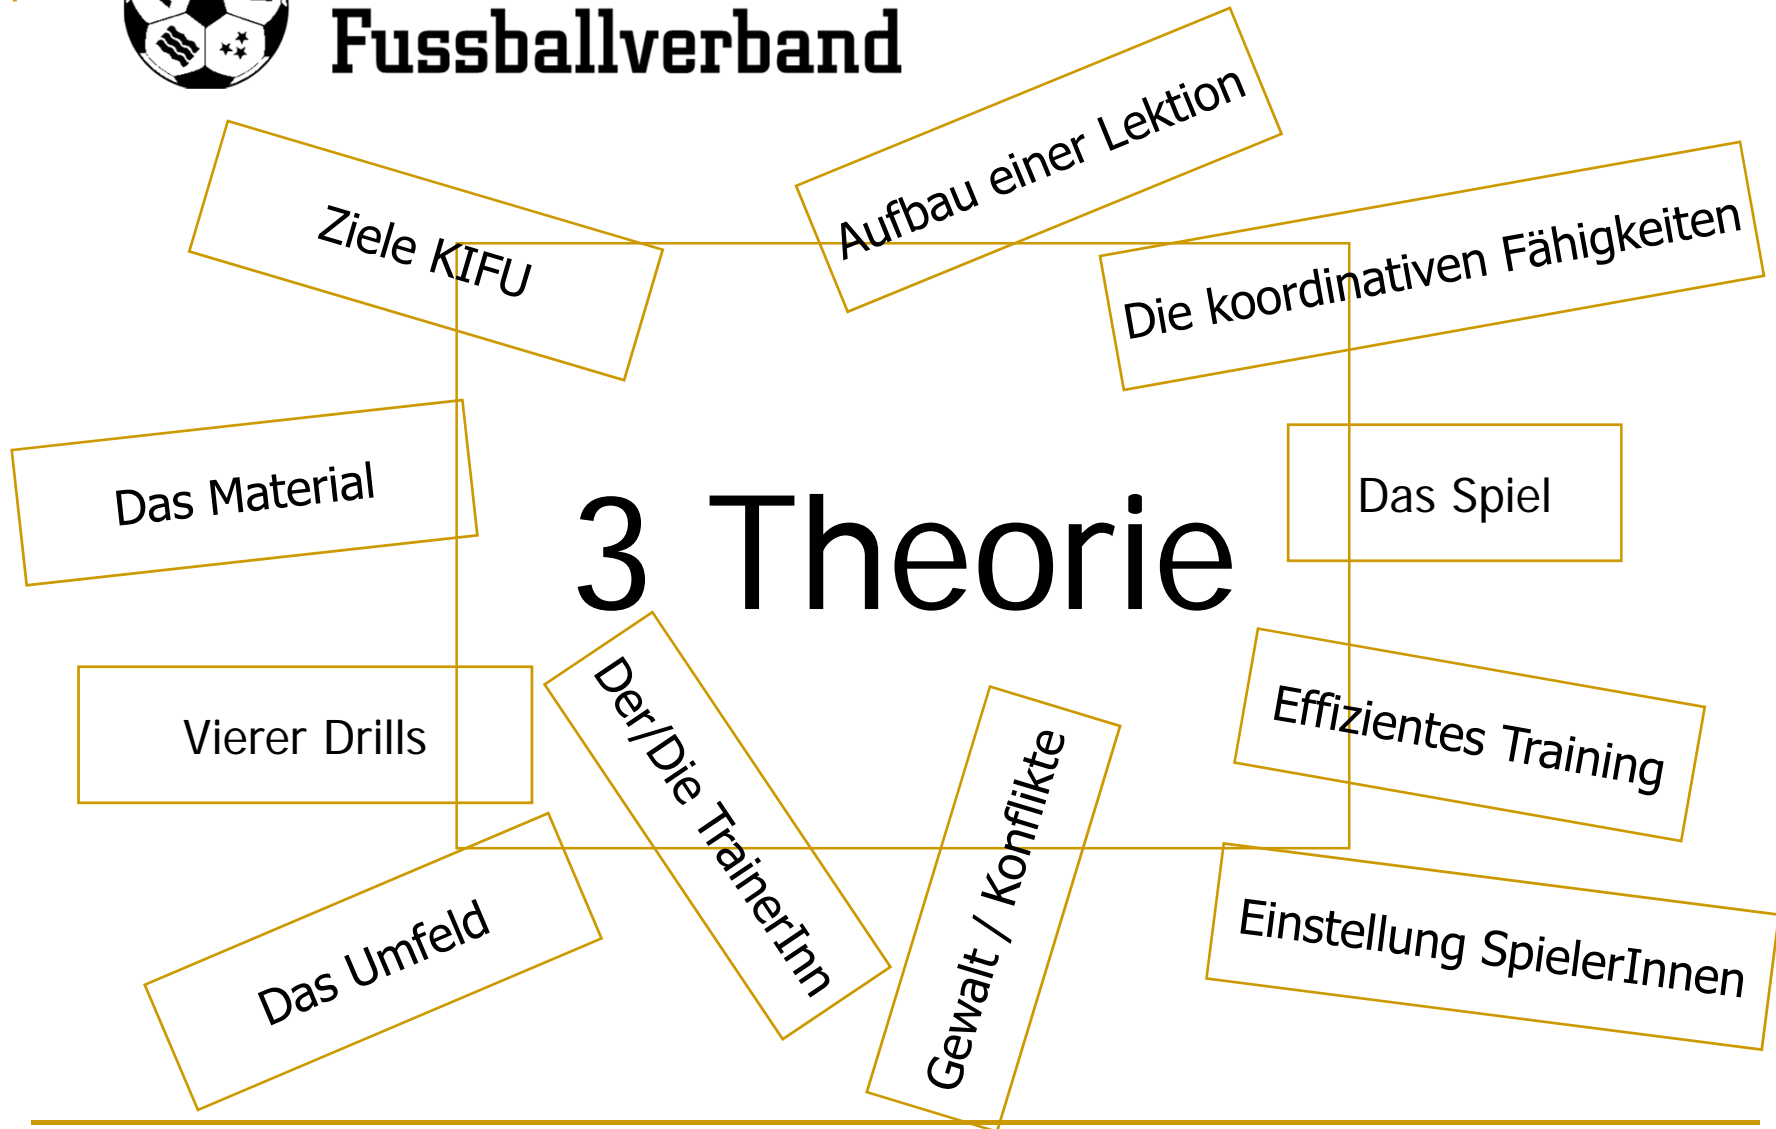 Fussballverband
Aufbau einer Lektion
Ziele KIFU
Die koordinativen Fähigkeiten
Das Material
3 Theorie
Das Spiel
Vierer Drills
Der/Die TrainerInn
Gewalt / Konflikte
Effizientes Training
Das Umfeld
Einstellung SpielerInnen